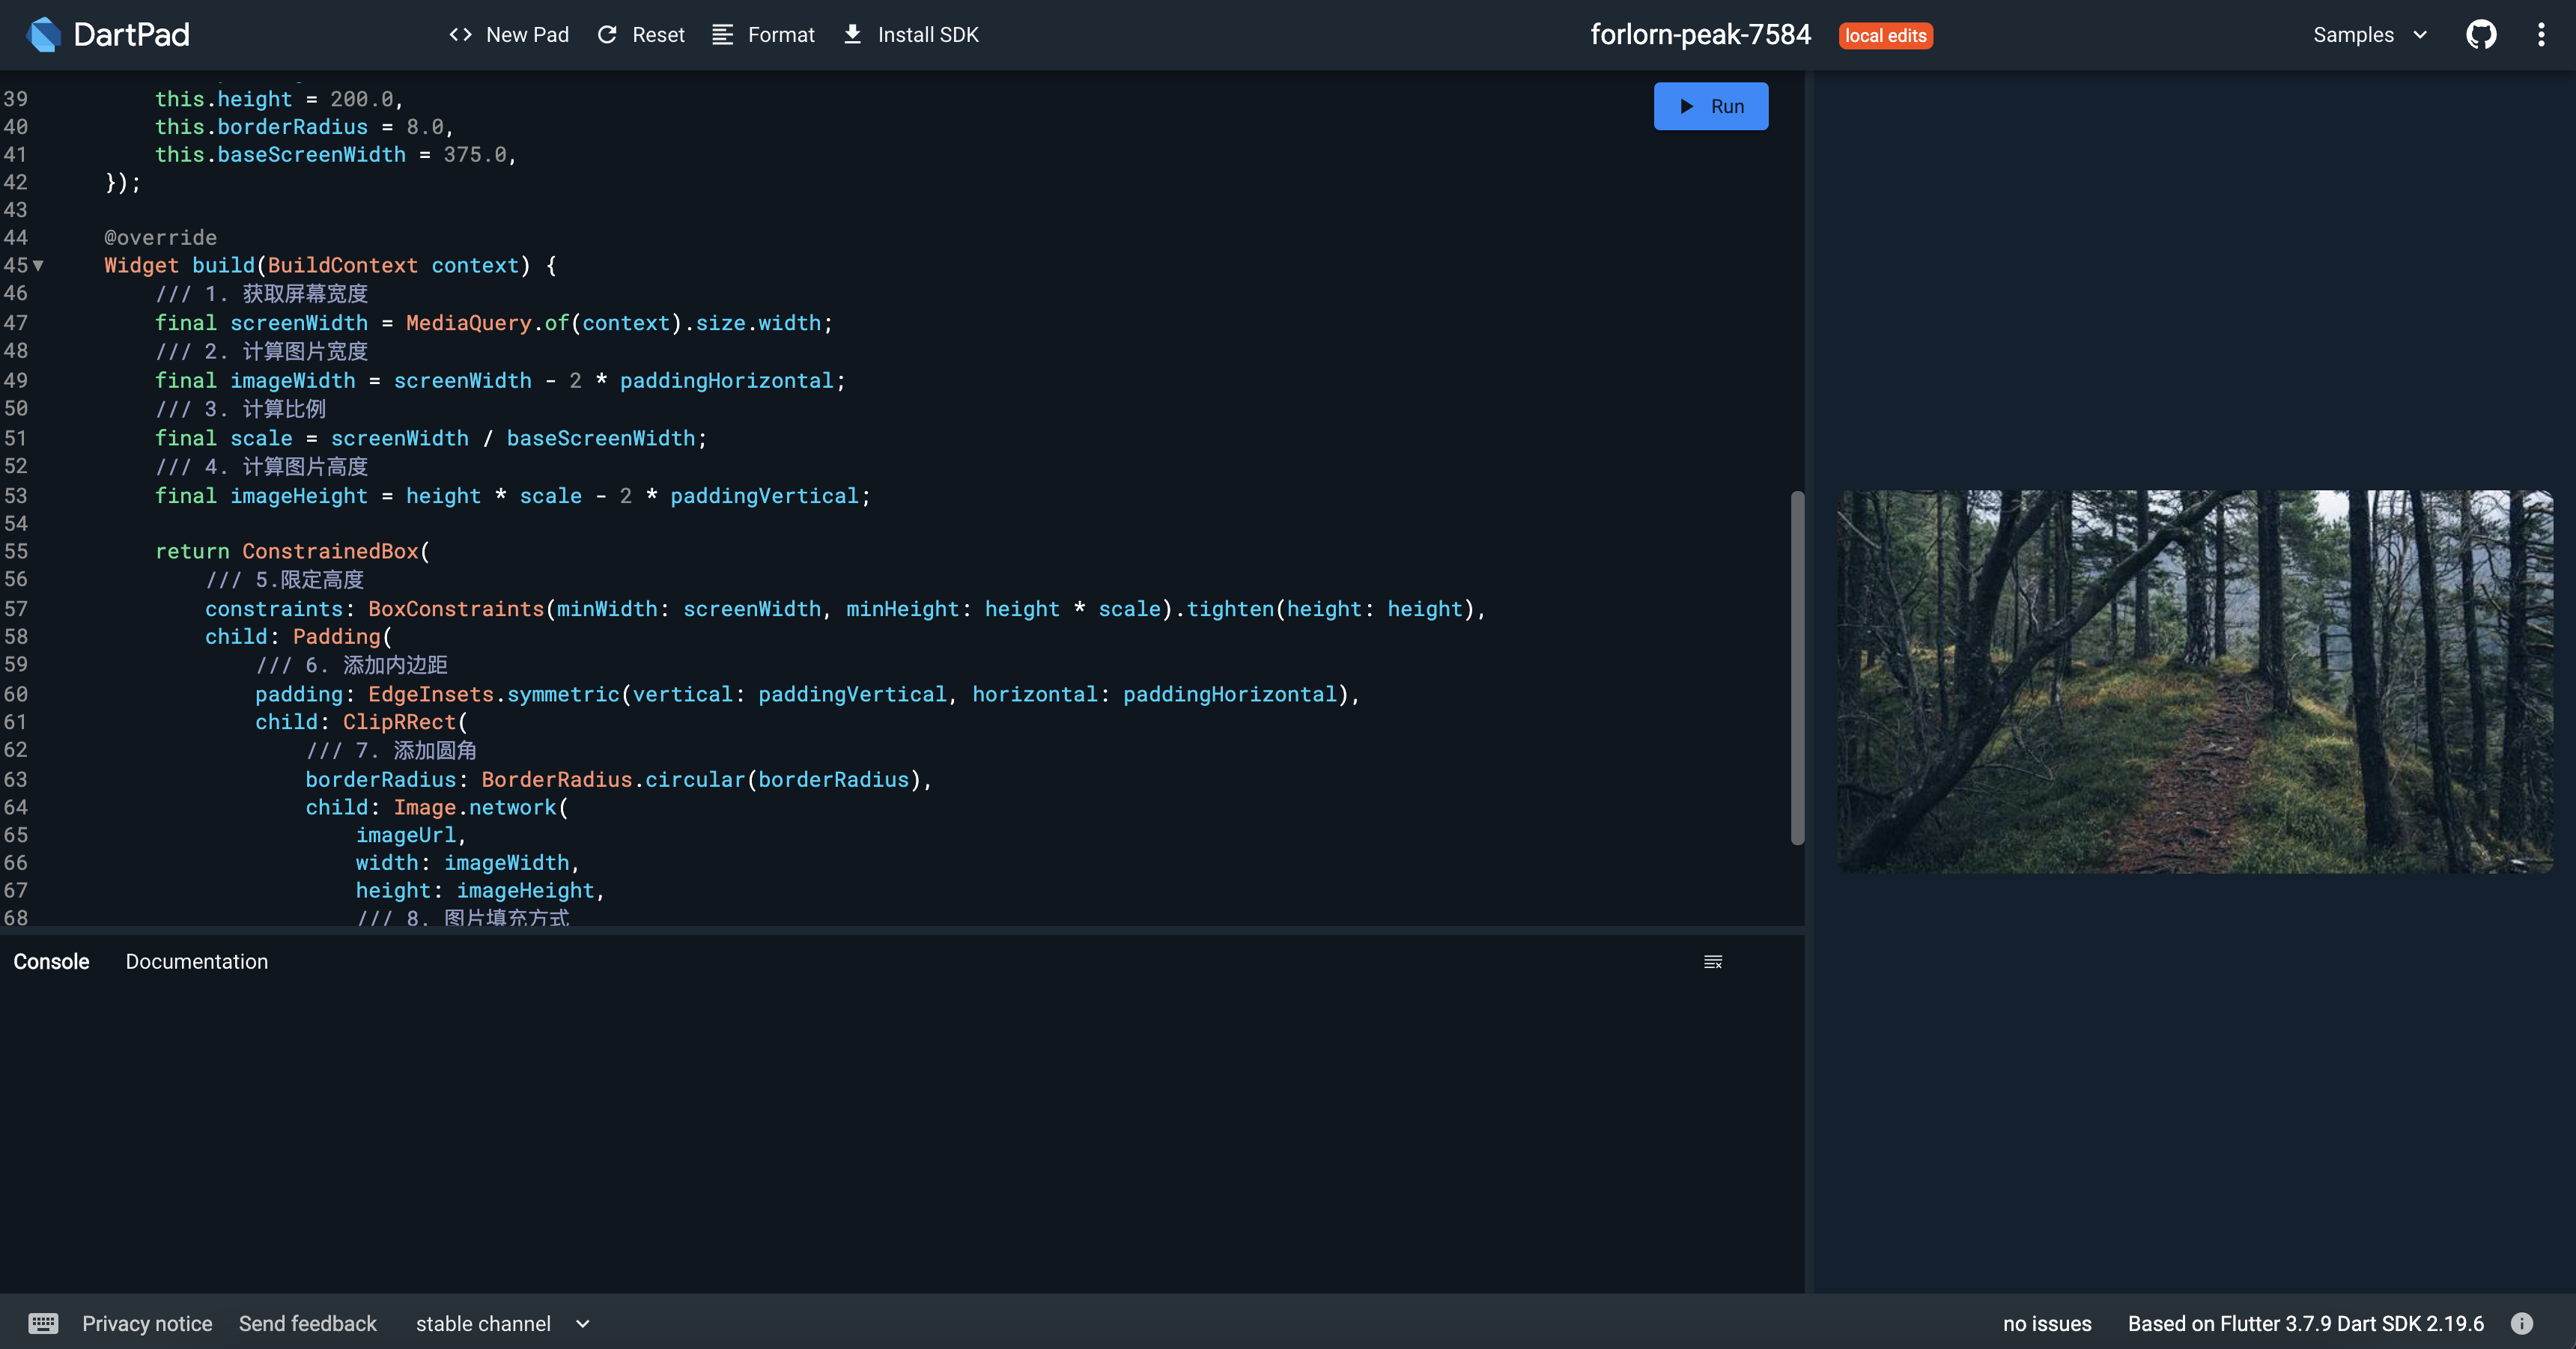 DartPad
New Pad
Reset
Format
Install SDK
forlorn-peak-7584
local edits
Samples
39 this.height = 200.0,
40 this.borderRadius = 8.0,
41 this.baseScreenWidth = 375.0,
42 });
43
44 @override
45 Widget build(BuildContext context) {
46 /// 1. 获取屏幕宽度
47 final screenWidth = MediaQuery.of(context).size.width;
48 /// 2. 计算图片宽度
49 final imageWidth = screenWidth - 2 * paddingHorizontal;
50 /// 3. 计算比例
51 final scale = screenWidth / baseScreenWidth;
52 /// 4. 计算图片高度
53 final imageHeight = height * scale - 2 * paddingVertical;
54
55 return ConstrainedBox(
56 /// 5.限定高度
57 constraints: BoxConstraints(minWidth: screenWidth, minHeight: height * scale).tighten(height: height),
58 child: Padding(
59 /// 6. 添加内边距
60 padding: EdgeInsets.symmetric(vertical: paddingVertical, horizontal: paddingHorizontal),
61 child: ClipRRect(
62 /// 7. 添加圆角
63 borderRadius: BorderRadius.circular(borderRadius),
64 child: Image.network(
65 imageUrl,
66 width: imageWidth,
67 height: imageHeight,
68 /// 8. 图片填充方式
Run
Console
Documentation
Privacy notice
Send feedback
stable channel
no issues
Based on Flutter 3.7.9 Dart SDK 2.19.6